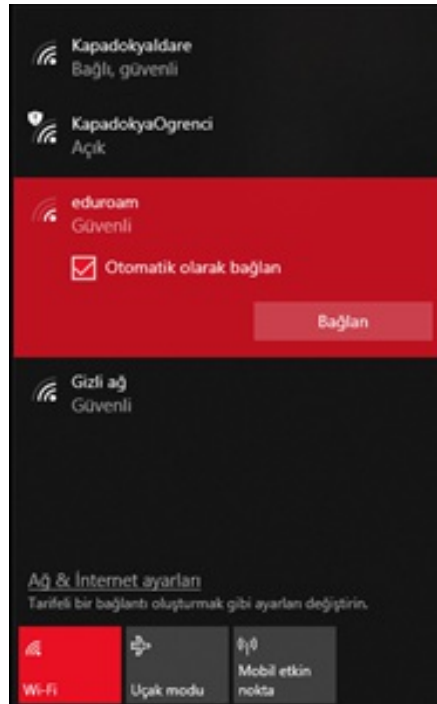 Kapadokyaldare
Bağlı, güvenli
KapadokyaOgrenci
Açık
eduroam
Güvenli
Otomatik olarak bağlan
Bağlan
Gizli ağ
Güvenli
Ağ & İnternet ayarları
Tarifeli bir bağlantı oluşturmak gibi ayarları değiştirin.
Wi-Fi
Uçak modu
Mobil etkin
nokta